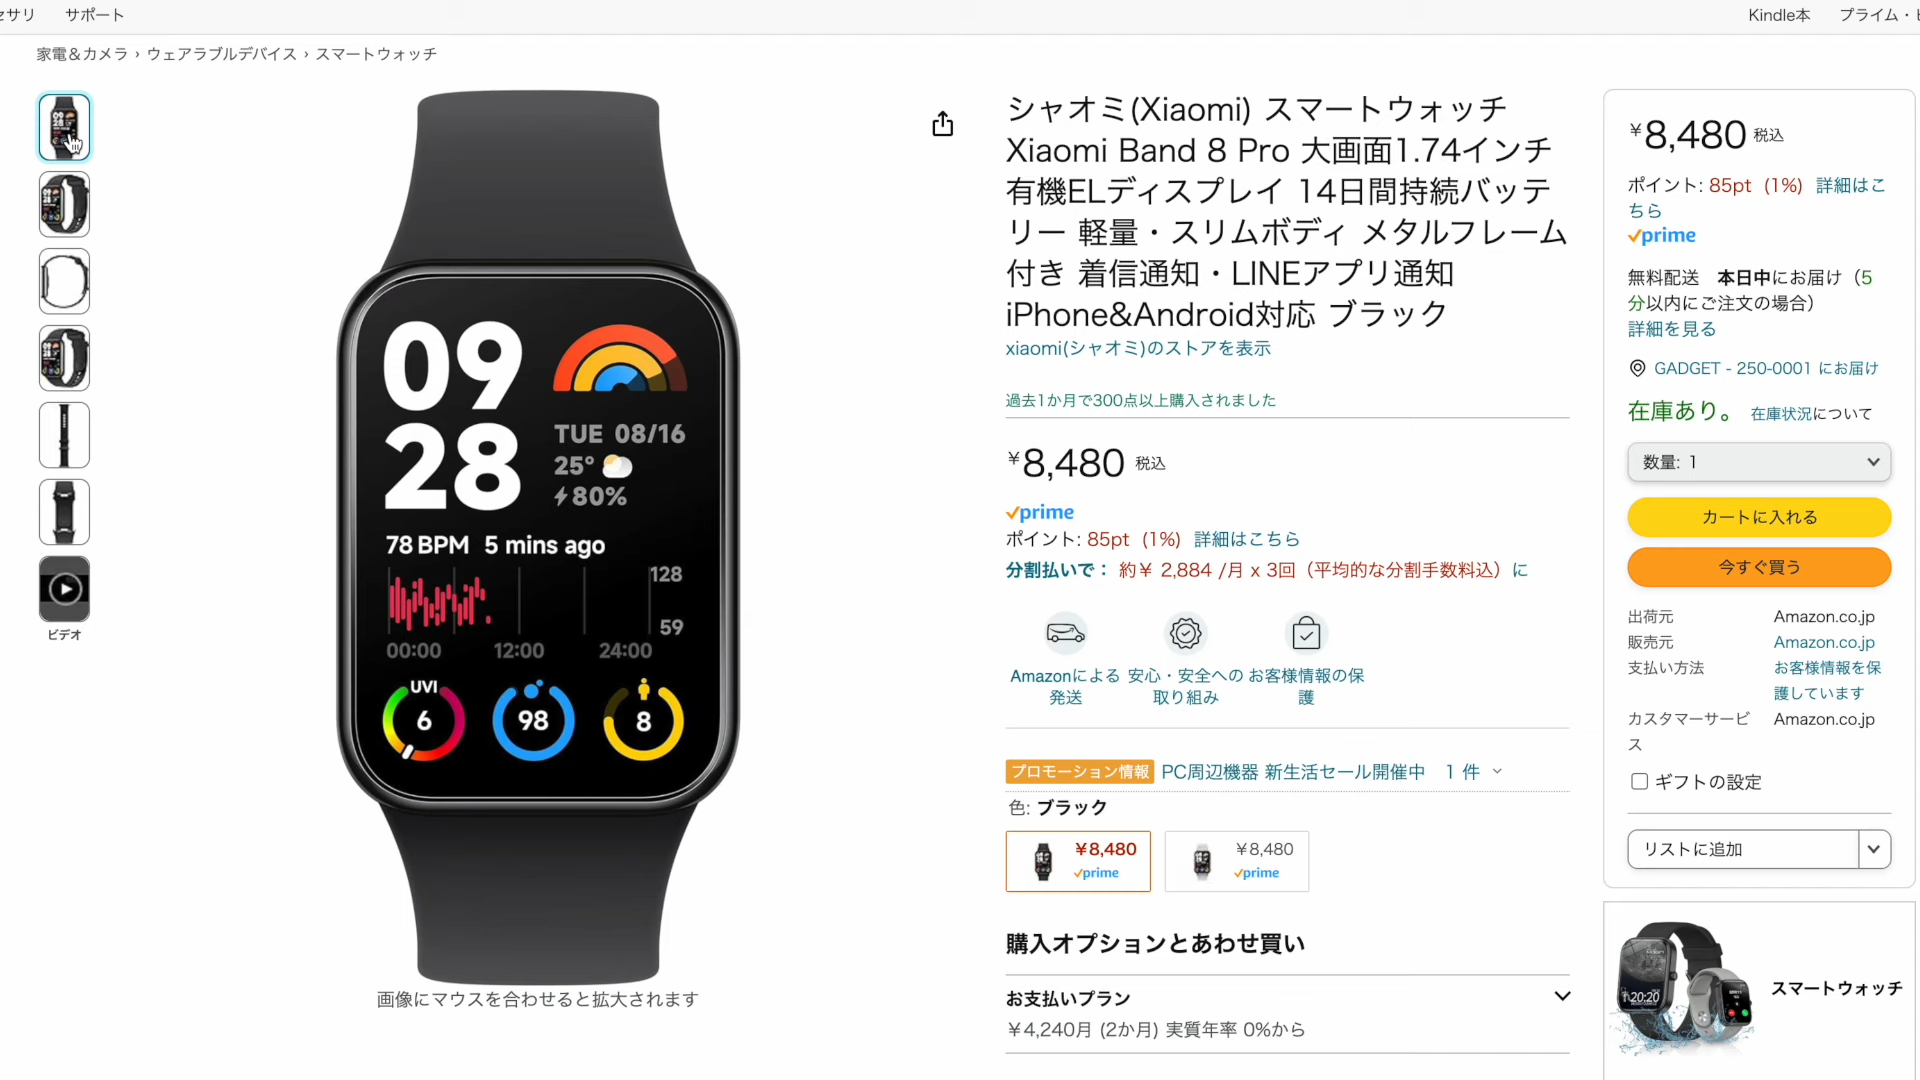 セサリ サポート
Kindle本 プライム・ビ
家電＆カメラ › ウェアラブルデバイス › スマートウォッチ
ビデオ
09
28
TUE 08/16
25°
80%
78 BPM 5 mins ago
128
59
00:00 12:00 24:00
UVI
6
98
8
画像にマウスを合わせると拡大されます
シャオミ(Xiaomi) スマートウォッチ
Xiaomi Band 8 Pro 大画面1.74インチ
有機ELディスプレイ 14日間持続バッテ
リー 軽量・スリムボディ メタルフレーム
付き 着信通知・LINEアプリ通知
iPhone&Android対応 ブラック
xiaomi(シャオミ)のストアを表示
過去1か月で300点以上購入されました
￥8,480 税込
prime
ポイント: 85pt (1%) 詳細はこちら
分割払いで： 約￥ 2,884 /月 x 3回（平均的な分割手数料込）に
Amazonによる
発送
安心・安全への
取り組み
お客様情報の保
護
プロモーション情報 PC周辺機器 新生活セール開催中 1 件
色: ブラック
￥8,480
prime
￥8,480
prime
購入オプションとあわせ買い
お支払いプラン
￥4,240月 (2か月) 実質年率 0%から
￥8,480 税込
ポイント: 85pt (1%) 詳細はこ
ちら
prime
無料配送 本日中にお届け（5
分以内にご注文の場合）
詳細を見る
GADGET - 250-0001 にお届け
在庫あり。 在庫状況について
数量: 1
カートに入れる
今すぐ買う
出荷元 Amazon.co.jp
販売元 Amazon.co.jp
支払い方法 お客様情報を保
護しています
カスタマーサービ Amazon.co.jp
ス
ギフトの設定
リストに追加
20:20
スマートウォッチ